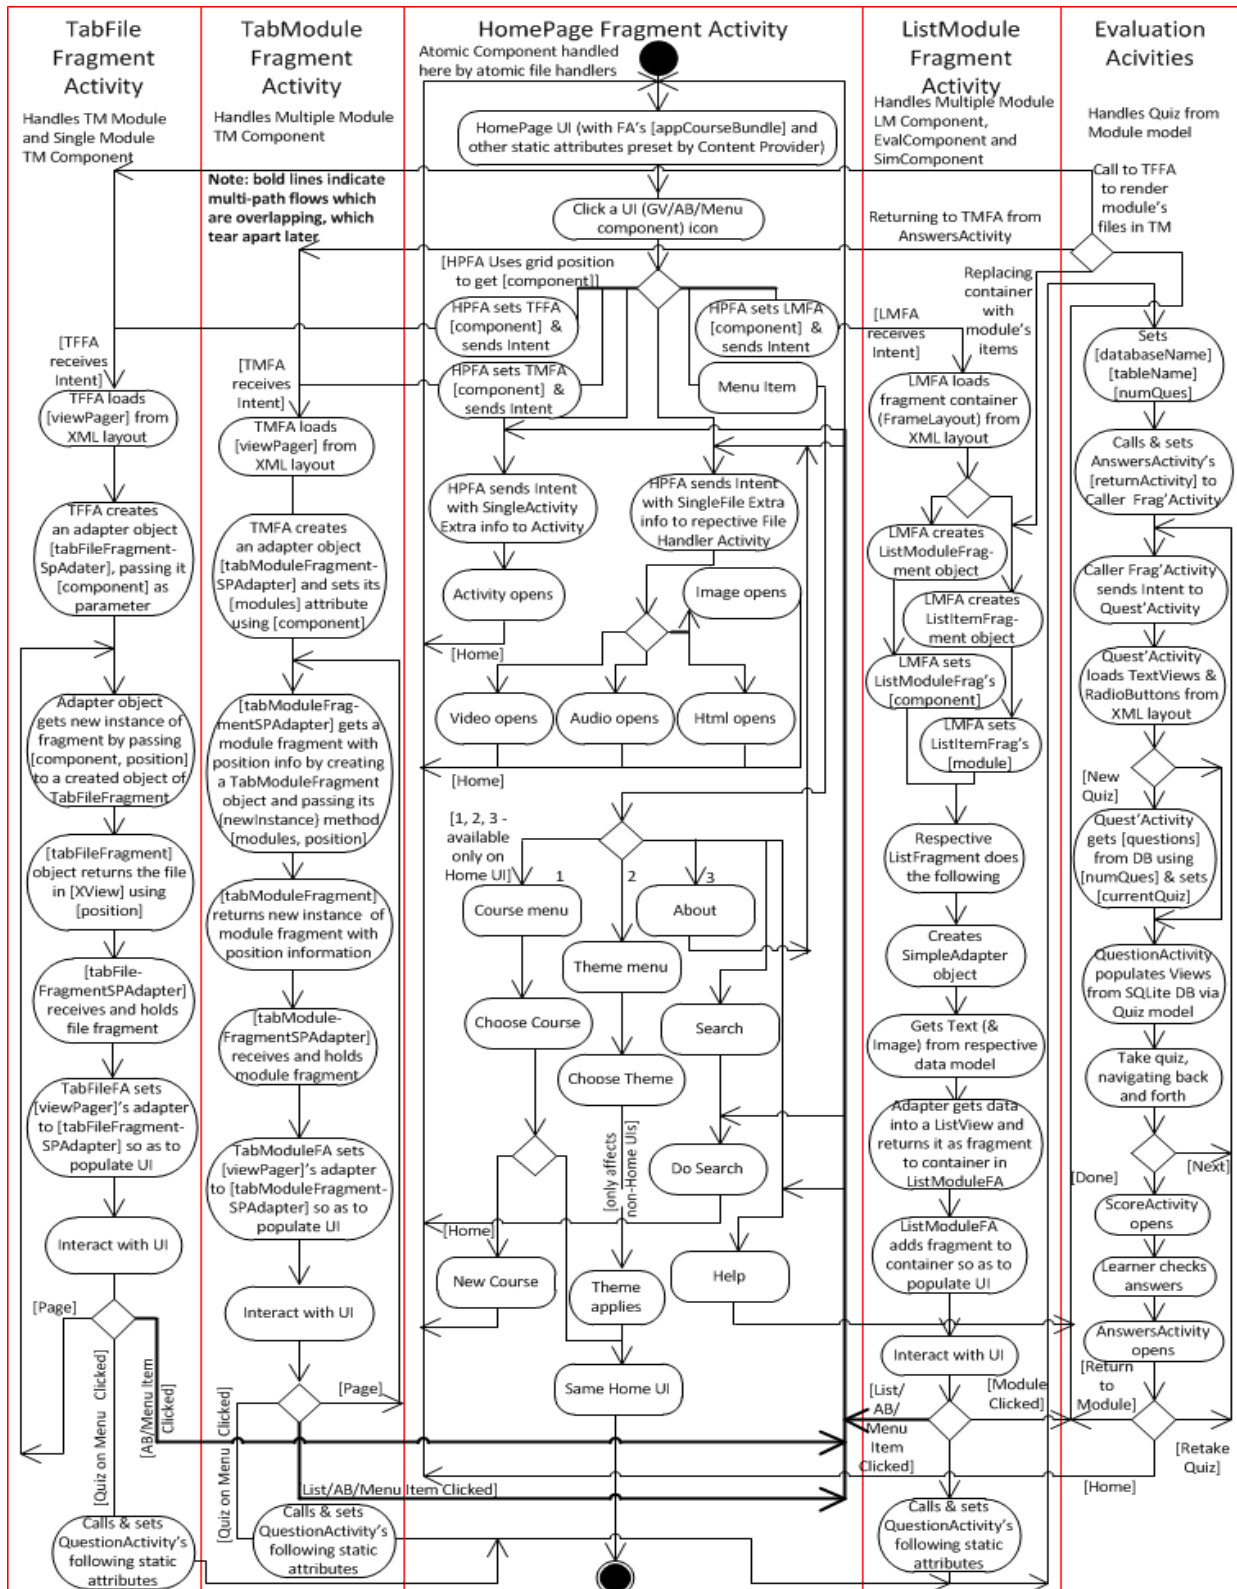 TabFile
Fragment
Activity
Handles TM Module
and Single Module
TM Component
[TFFA
receives
Intent]
TFFA loads
[viewPager] from
XML layout
TFFA creates
an adapter object
[tabFileFragment-
SpAdater], passing it
[component] as
parameter
Adapter object
gets new instance of
fragment by passing
[component, position]
to a created object of
TabFileFragment
[tabFileFragment]
object returns the file
in [XView] using
[position]
[tabFile-
FragmentSPAdapter]
receives and holds
file fragment
TabFileFA sets
[viewPager]'s adapter
to [tabFileFragment-
SPAdapter] so as to
populate UI
Interact with UI
[Page]
[Quiz on Menu Clicked]
[AB/Menu Item
Clicked]
Calls & sets
QuestionActivity's
following static
attributes
TabModule
Fragment
Activity
Handles Multiple Module
TM Component
Note: bold lines indicate
multi-path flows which
are overlapping, which
tear apart later
[TMFA
receives
Intent]
TMFA loads
[viewPager] from
XML layout
TMFA creates
an adapter object
[tabModuleFragment-
SPAdapter] and sets its
[modules] attribute
using [component]
[tabModuleFrag-
mentSPAdapter] gets a
module fragment with
position info by creating
a TabModuleFragment
object and passing its
{newInstance} method
[modules, position]
[tabModuleFragment]
returns new instance of
module fragment with
position information
[tabModule-
FragmentSPAdapter]
receives and holds
module fragment
TabModuleFA sets
[viewPager]'s adapter
to [tabModuleFragment-
SPAdapter] so as to
populate UI
Interact with UI
[Page]
[Quiz on Menu Clicked]
[List/AB/Menu Item Clicked]
Calls & sets
QuestionActivity's
following static
attributes
HomePage Fragment Activity
Atomic Component handled
here by atomic file handlers
HomePage UI (with FA's [appCourseBundle] and
other static attributes preset by Content Provider)
Click a UI (GV/AB/Menu
component) icon
[HPFA Uses grid position
to get [component]]
HPFA sets TFFA
[component] &
sends Intent
HPFA sets LMFA
[component] &
sends Intent
HPFA sets TMFA
[component] &
sends Intent
Menu Item
HPFA sends Intent
with SingleActivity
Extra info to Activity
HPFA sends Intent
with SingleFile Extra
info to repective File
Handler Activity
Activity opens
Image opens
[Home]
Video opens
Audio opens
Html opens
[Home]
[1, 2, 3 -
available
only on
Home UI]
1
2
3
Course menu
About
Theme menu
Choose Course
Search
Choose Theme
[only affects
non-Home UIs]
Do Search
[Home]
New Course
Help
Theme
applies
Same Home UI
ListModule
Fragment
Activity
Handles Multiple Module
LM Component,
EvalComponent and
SimComponent
Returning to TMFA from
AnswersActivity
Replacing
container
with
module's
items
[LMFA
receives
Intent]
LMFA loads
fragment container
(FrameLayout) from
XML layout
LMFA creates
ListModuleFrag-
ment object
LMFA creates
ListItemFrag-
ment object
LMFA sets
ListModuleFrag's
[component]
LMFA sets
ListItemFrag's
[module]
Respective
ListFragment does
the following
Creates
SimpleAdapter
object
Gets Text (&
Image) from respective
data model
Adapter gets data
into a ListView and
returns it as fragment
to container in
ListModuleFA
ListModuleFA
adds fragment to
container so as to
populate UI
Interact with UI
[List/
AB/
Menu
Item
Clicked]
[Module
Clicked]
Calls & sets
QuestionActivity's
following static
attributes
Evaluation
Acivities
Handles Quiz from
Module model
Call to TFFA
to render
module's
files in TM
Sets
[databaseName]
[tableName]
[numQues]
Calls & sets
AnswersActivity's
[returnActivity] to
Caller Frag'Activity
Caller Frag'Activity
sends Intent to
Quest'Activity
Quest'Activity
loads TextViews &
RadioButtons from
XML layout
[New
Quiz]
Quest'Activity
gets [questions]
from DB using
[numQues] & sets
[currentQuiz]
QuestionActivity
populates Views
from SQLite DB via
Quiz model
Take quiz,
navigating back
and forth
[Done]
[Next]
ScoreActivity
opens
Learner checks
answers
AnswersActivity
opens
[Return
to
Module]
[Retake
Quiz]
[Home]